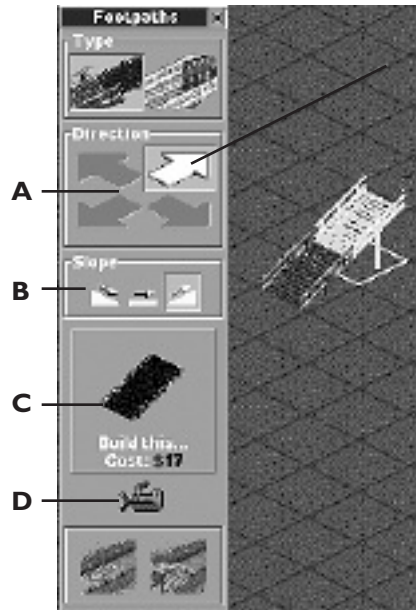 Footpaths
Type
Direction
A
Slope
B
C
Build this...
Cost: $17
D